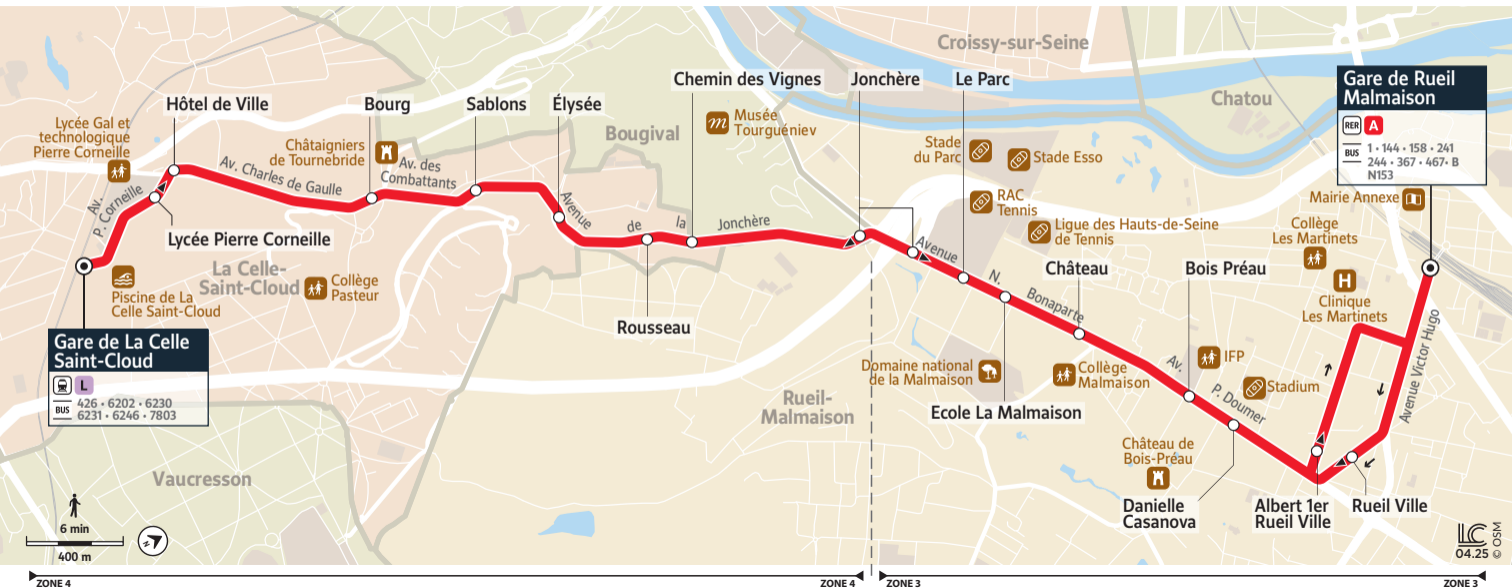 Croissy-sur-Seine
Chatou
Bougival
La Celle-
Saint-Cloud
Vaucresson
Rueil-
Malmaison
Gare de La Celle
Saint-Cloud
L
BUS
426 • 6202 • 6230
6231 • 6246 • 7803
Lycée Pierre Corneille
Hôtel de Ville
Bourg
Sablons
Élysée
Rousseau
Chemin des Vignes
Jonchère
Le Parc
Ecole La Malmaison
Château
Bois Préau
Danielle
Casanova
Albert 1er
Rueil Ville
Rueil Ville
Gare de Rueil
Malmaison
RER A
BUS
1 • 144 • 158 • 241
244 • 367 • 467 • B
N153
Lycée Gal et
technologique
Pierre Corneille
Piscine de La
Celle Saint-Cloud
Châtaigniers
de Tournebride
Collège
Pasteur
m
Musée
Tourguéniev
Stade
du Parc
Stade Esso
RAC
Tennis
Ligue des Hauts-de-Seine
de Tennis
Domaine national
de la Malmaison
Collège
Malmaison
IFP
Stadium
Château de
Bois-Préau
Mairie Annexe
Collège
Les Martinets
H
Clinique
Les Martinets
Av.
P. Corneille
Av. Charles de Gaulle
Av. des
Combattants
Avenue de la Jonchère
Avenue N. Bonaparte
Av. P. Doumer
Avenue Victor Hugo
6 min
400 m
N
LC
04.25 © OSM
ZONE 4
ZONE 4
ZONE 3
ZONE 3